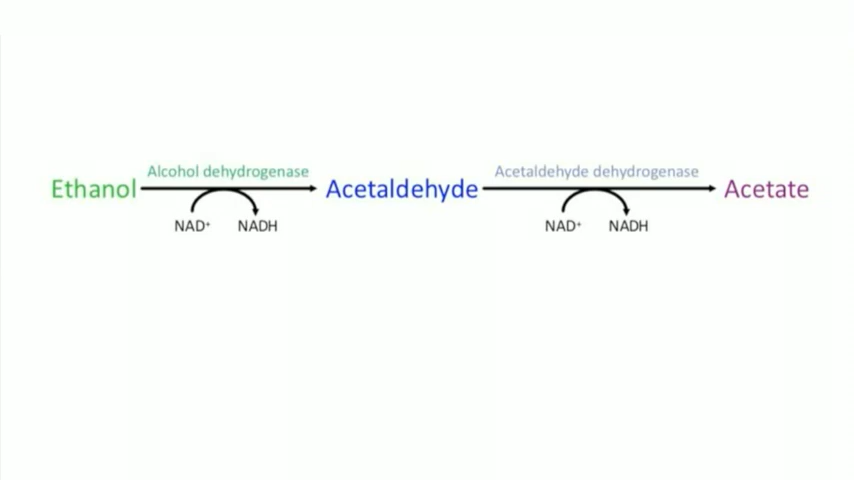 Alcohol dehydrogenase
Acetaldehyde dehydrogenase
Ethanol
Acetaldehyde
Acetate
NAD⁺
NADH
NAD⁺
NADH